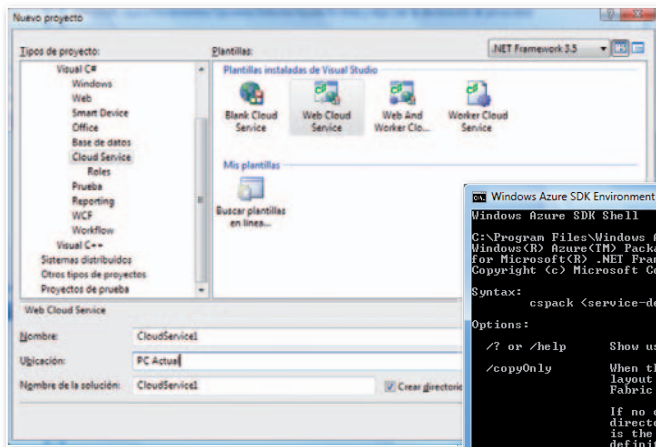 Nuevo proyecto
Tipos de proyecto:
Visual C#
Windows
Web
Smart Device
Office
Base de datos
Cloud Service
Roles
Prueba
Reporting
WCF
Workflow
Visual C++
Sistemas distribuidos
Otros tipos de proyectos
Proyectos de prueba
Plantillas:
.NET Framework 3.5
Plantillas instaladas de Visual Studio
Blank Cloud Service
Web Cloud Service
Web And Worker Clo...
Worker Cloud Service
Mis plantillas
Buscar plantillas en línea...
Web Cloud Service
Nombre:
CloudService1
Ubicación:
PC Actual
Nombre de la solución:
CloudService1
Crear directorio
Windows Azure SDK Environment
Windows Azure SDK Shell
C:\Program Files\Windows A
Windows(R) Azure(TM) Pack
for Microsoft(R) .NET Fra
Copyright (c) Microsoft Co
Syntax:
cspack <service-de
Options:
/? or /help Show us
/copyOnly When th
layout
Fabric
If no
directo
is the
defini